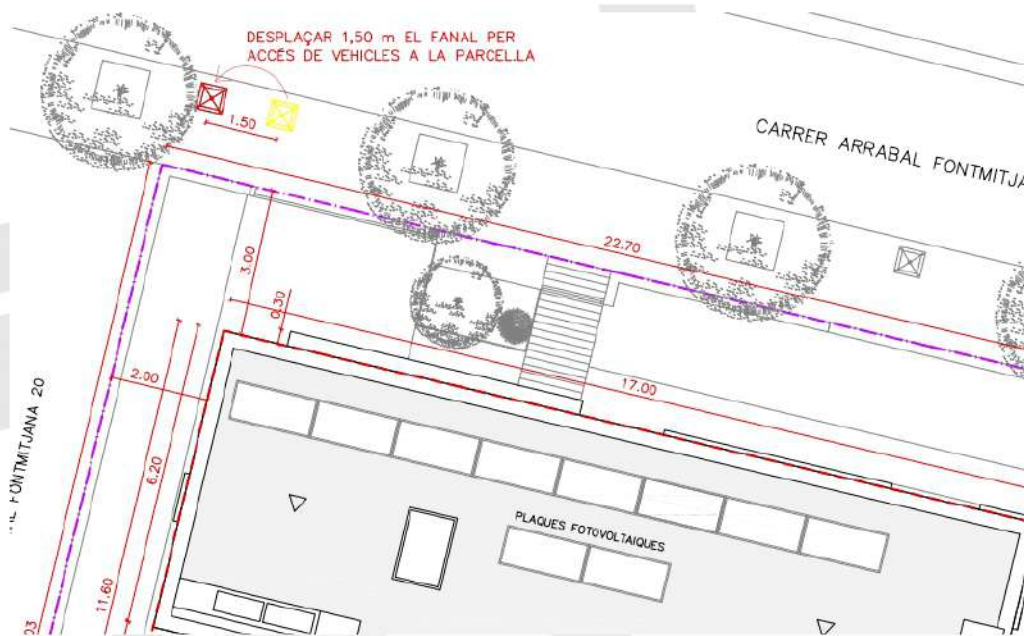 DESPLAÇAR 1,50 m EL FANAL PER
ACCÉS DE VEHICLES A LA PARCEL.LA
1.50
CARRER ARRABAL FONTMITJA
22.70
3.00
0.30
2.00
17.00
6.20
FONTMITJANA 20
PLAQUES FOTOVOLTAIQUES
11.60
03